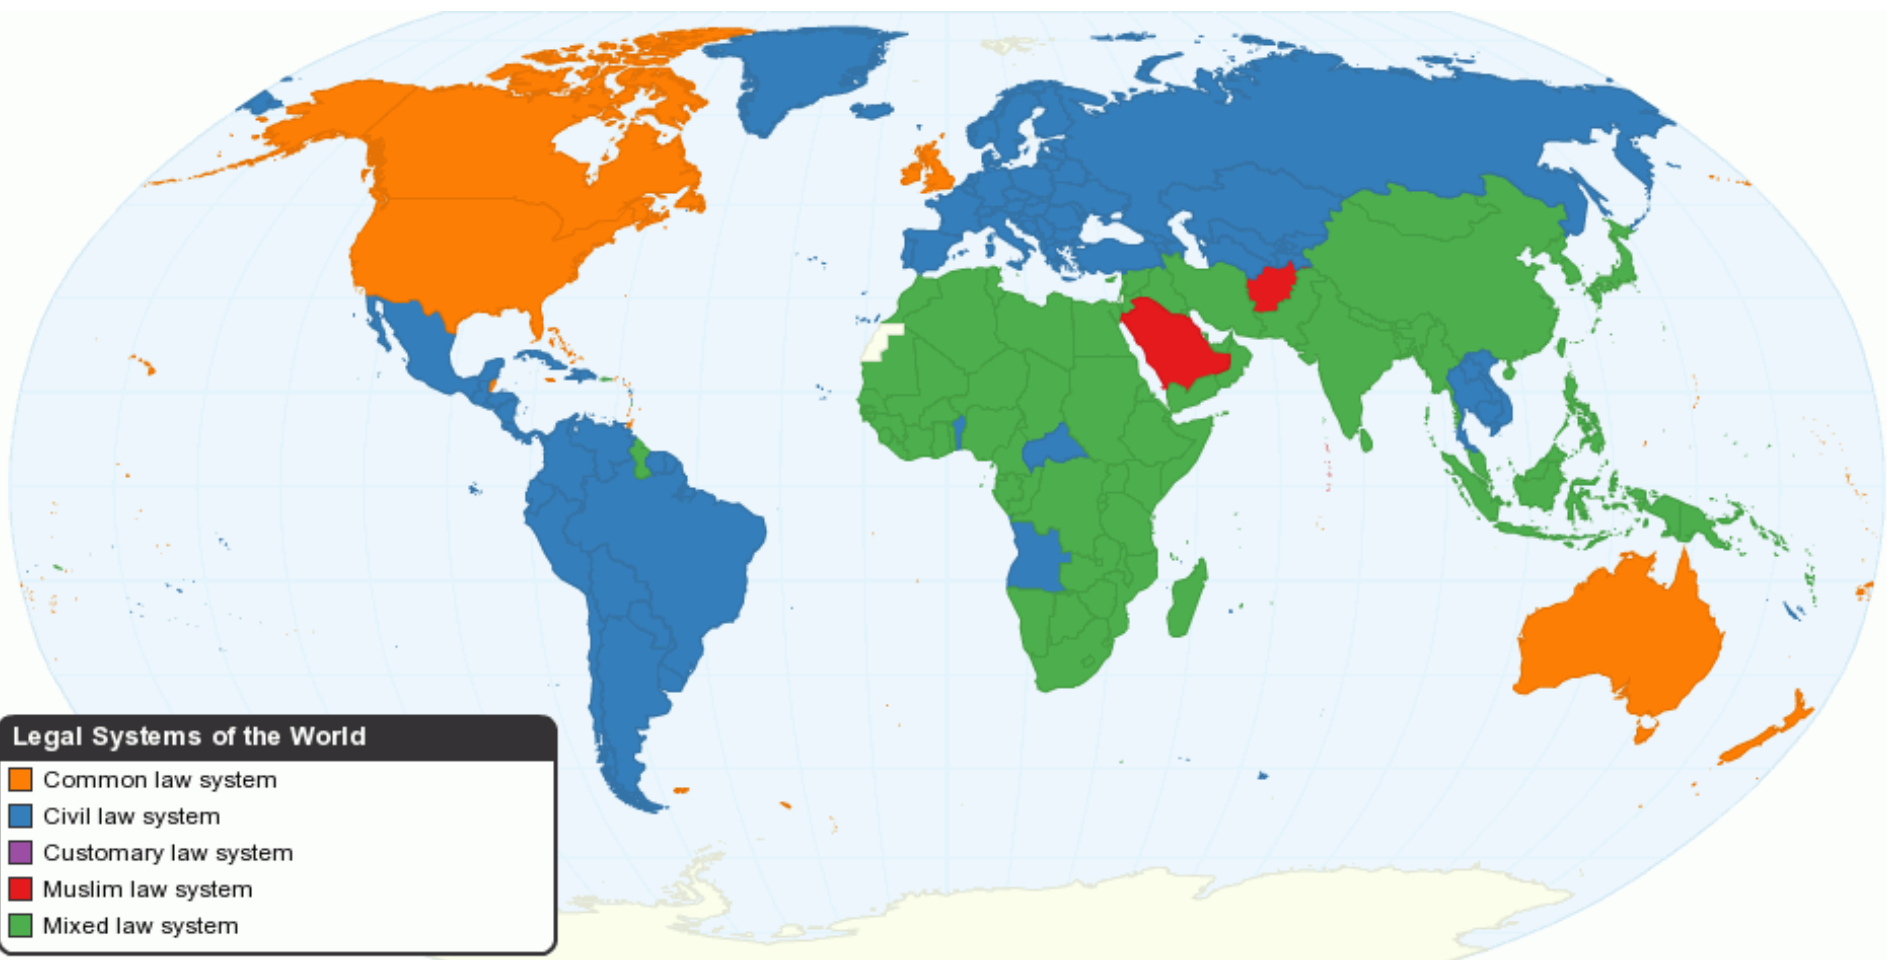 Legal Systems of the World
Common law system
Civil law system
Customary law system
Muslim law system
Mixed law system